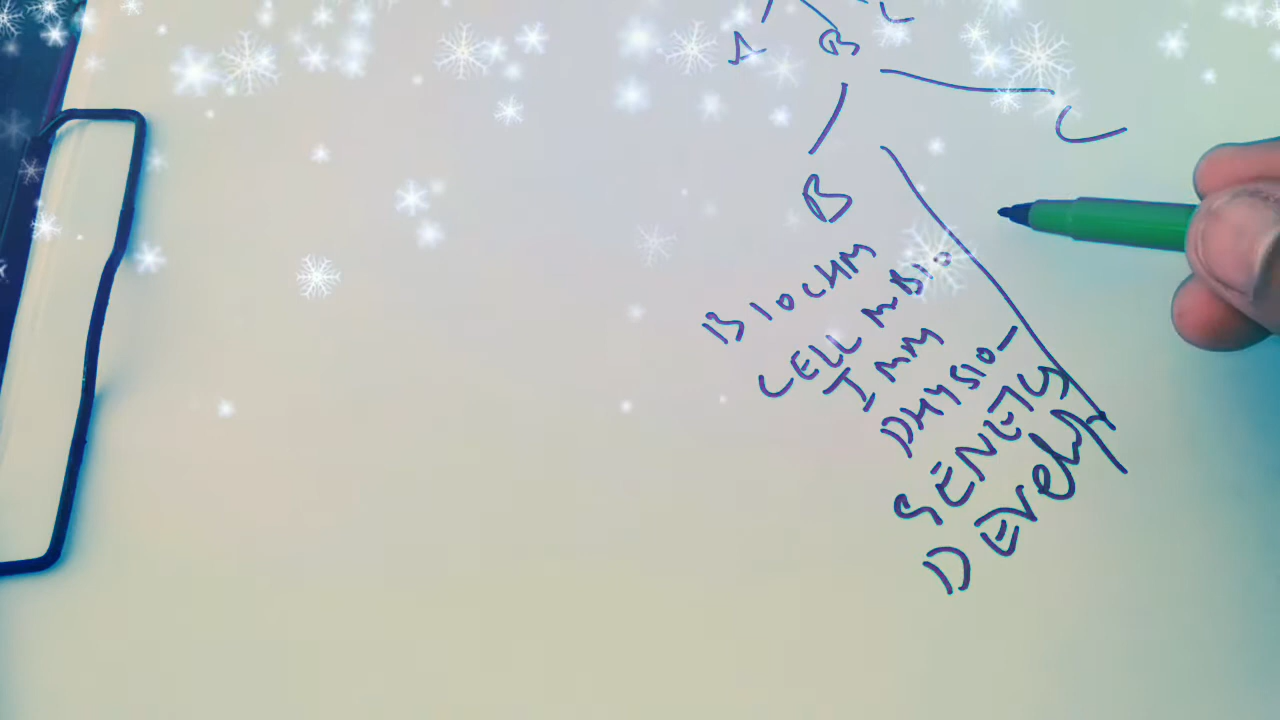 A B C
C
B
BIOCHM
CELL MBIO
IMM
PHYSIO-
GENETY
DEVELP